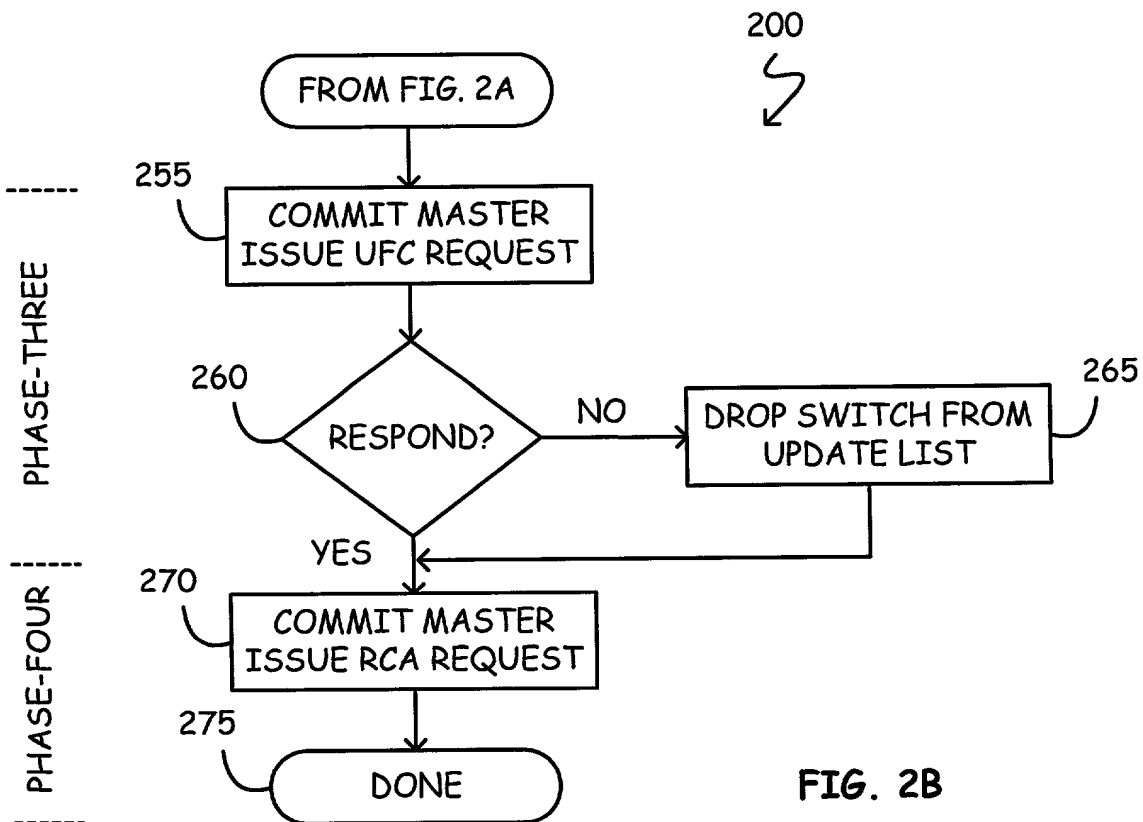 200
FROM FIG. 2A
255
COMMIT MASTER
ISSUE UFC REQUEST
PHASE-THREE
260
RESPOND?
NO
265
DROP SWITCH FROM
UPDATE LIST
YES
270
COMMIT MASTER
ISSUE RCA REQUEST
PHASE-FOUR
275
DONE
FIG. 2B